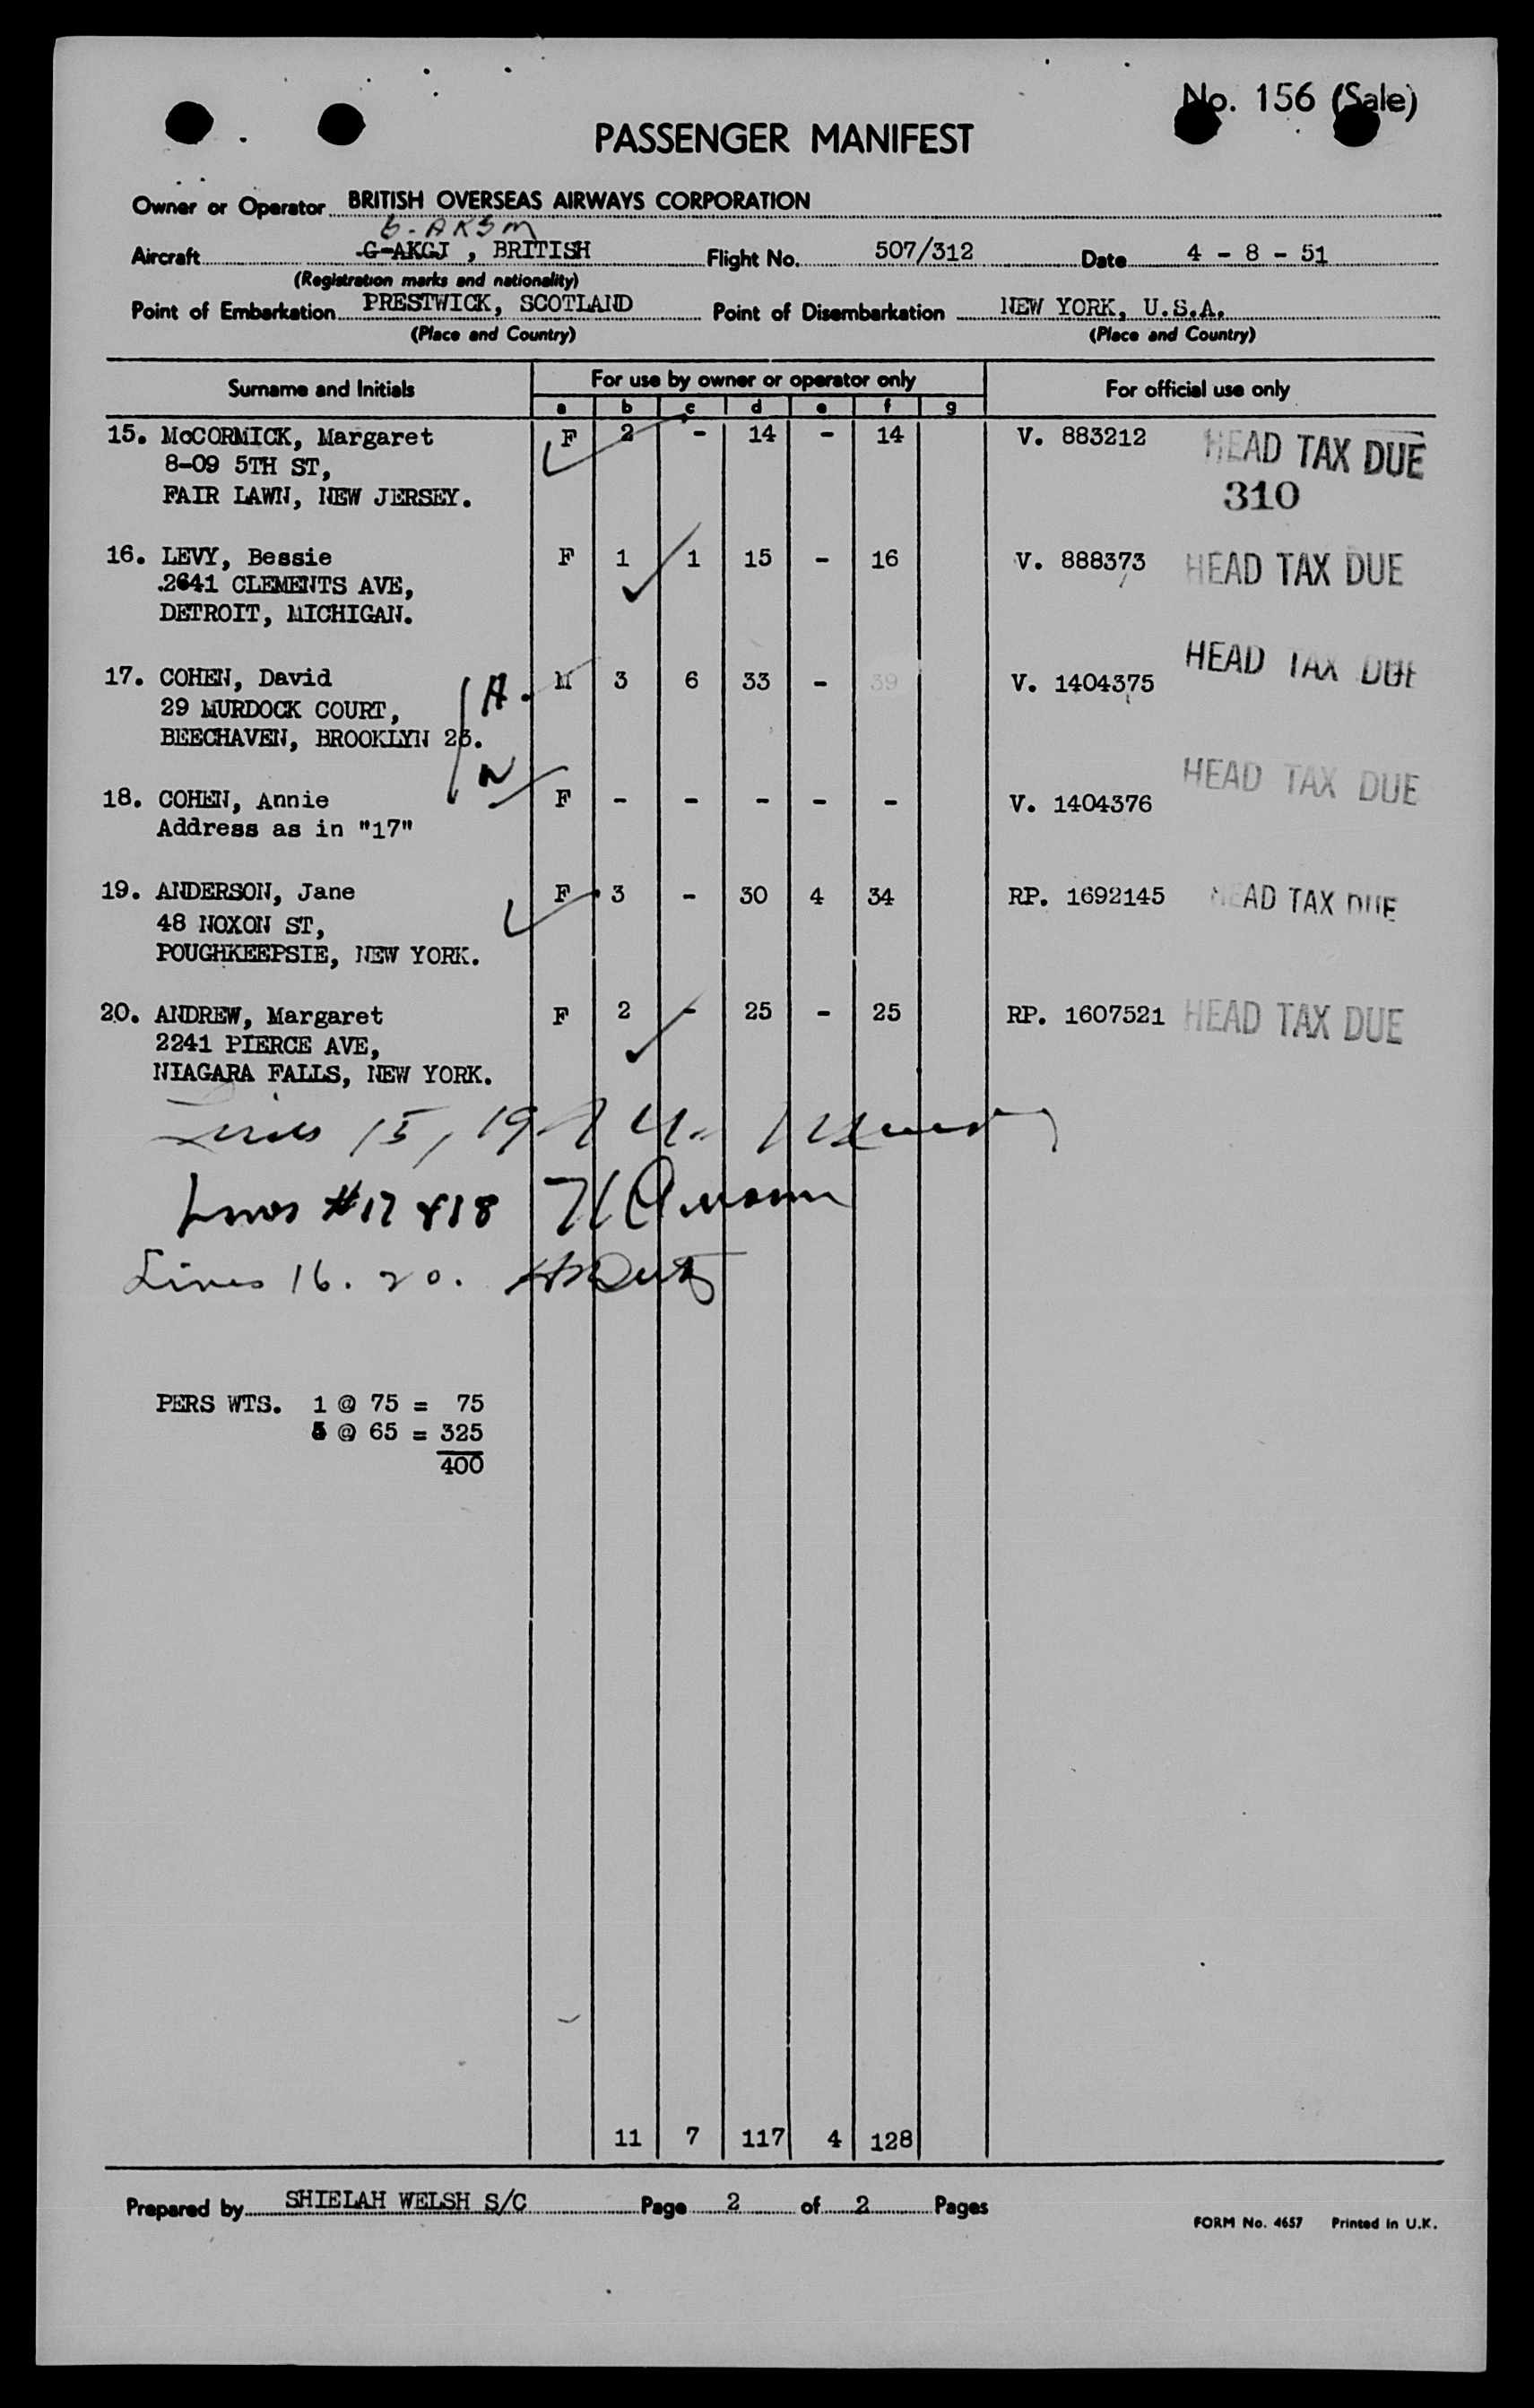 No. 156 (Sale)
PASSENGER MANIFEST
Owner or Operator BRITISH OVERSEAS AIRWAYS CORPORATION
G-AKGM
Aircraft G-AKGJ , BRITISH Flight No. 507/312 Date 4 - 8 - 51
(Registration marks and nationality)
Point of Embarkation PRESTWICK, SCOTLAND Point of Disembarkation NEW YORK, U.S.A.
(Place and Country) (Place and Country)
Surname and Initials For use by owner or operator only For official use only
a b c d e f g
15. McCORMICK, Margaret F 2 - 14 - 14 V. 883212 HEAD TAX DUE
8-09 5TH ST,
FAIR LAWN, NEW JERSEY. 310
16. LEVY, Bessie F 1 1 15 - 16 V. 888373 HEAD TAX DUE
2641 CLEMENTS AVE,
DETROIT, MICHIGAN.
17. COHEN, David A. M 3 6 33 - 39 V. 1404375 HEAD TAX DUE
29 MURDOCK COURT,
BEECHAVEN, BROOKLYN 23.
N
18. COHEN, Annie F - - - - - V. 1404376 HEAD TAX DUE
Address as in "17"
19. ANDERSON, Jane F 3 - 30 4 34 RP. 1692145 HEAD TAX DUE
48 NOXON ST,
POUGHKEEPSIE, NEW YORK.
20. ANDREW, Margaret F 2 - 25 - 25 RP. 1607521 HEAD TAX DUE
2241 PIERCE AVE,
NIAGARA FALLS, NEW YORK.
Lines 15, 19
Lines #17 &18
Lines 16. 20.
PERS WTS. 1 @ 75 = 75
5 @ 65 = 325
400
11 7 117 4 128
Prepared by SHIELAH WELSH S/C Page 2 of 2 Pages
FORM No. 4657 Printed in U.K.